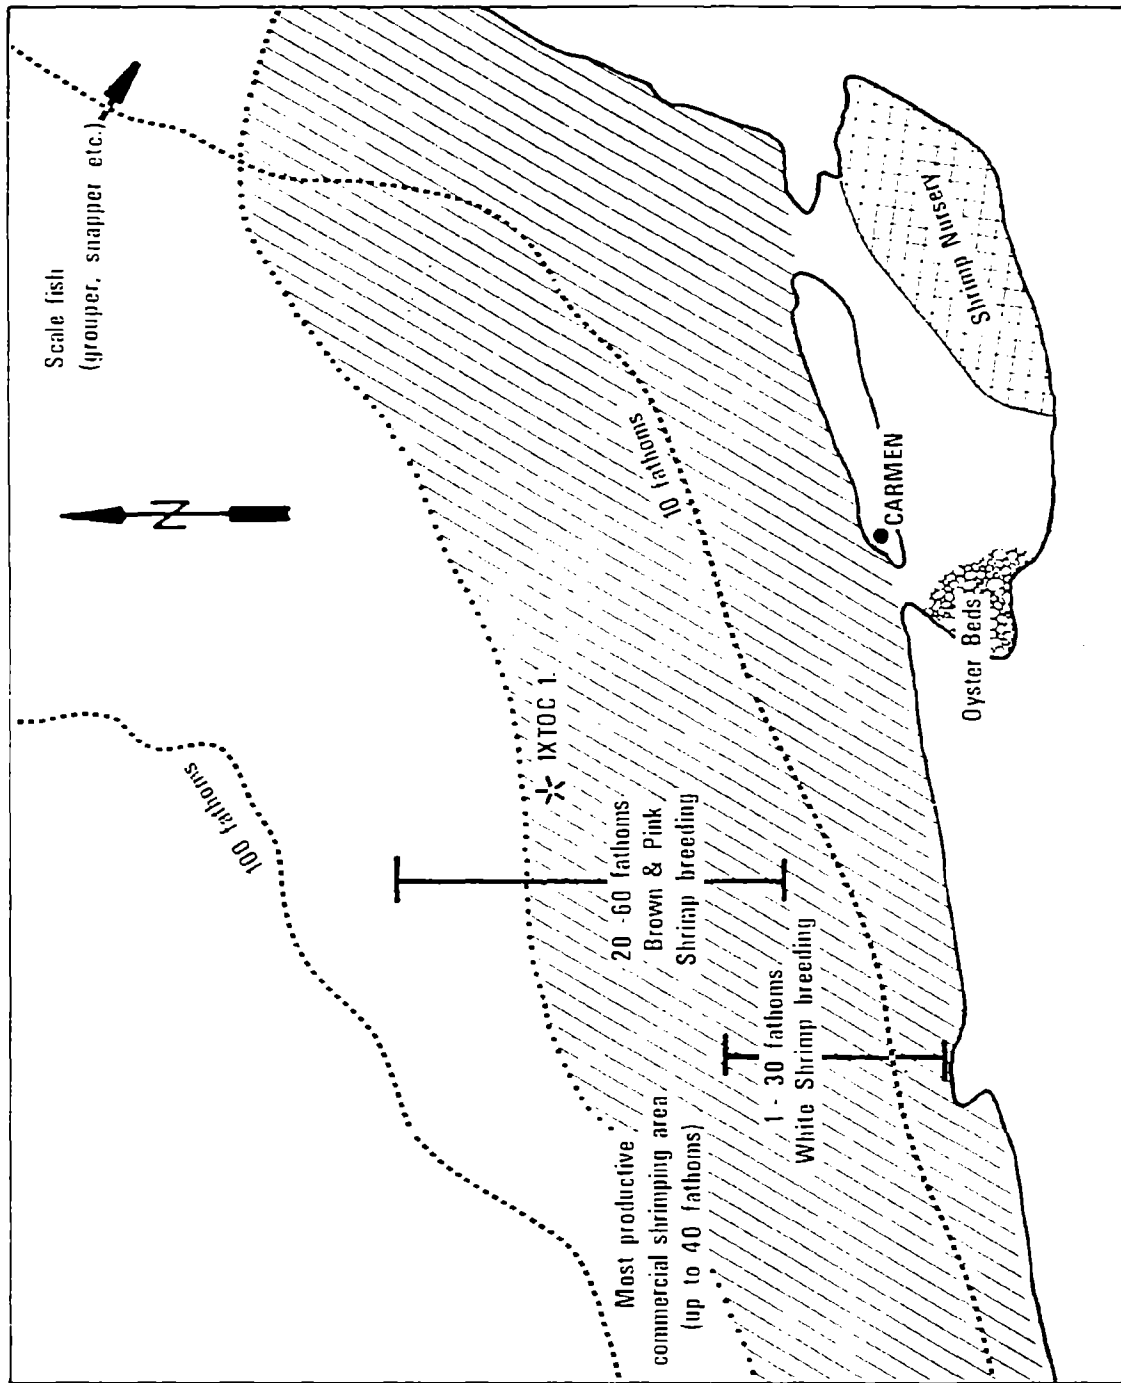 Scale fish
(grouper, snapper etc.)
N
100 fathoms
IXTOC 1
10 fathoms
20 - 60 fathoms
Brown & Pink
Shrimp breeding
Most productive
commercial shrimping area
(up to 40 fathoms)
1 - 30 fathoms
White Shrimp breeding
CARMEN
Oyster Beds
Shrimp Nursery